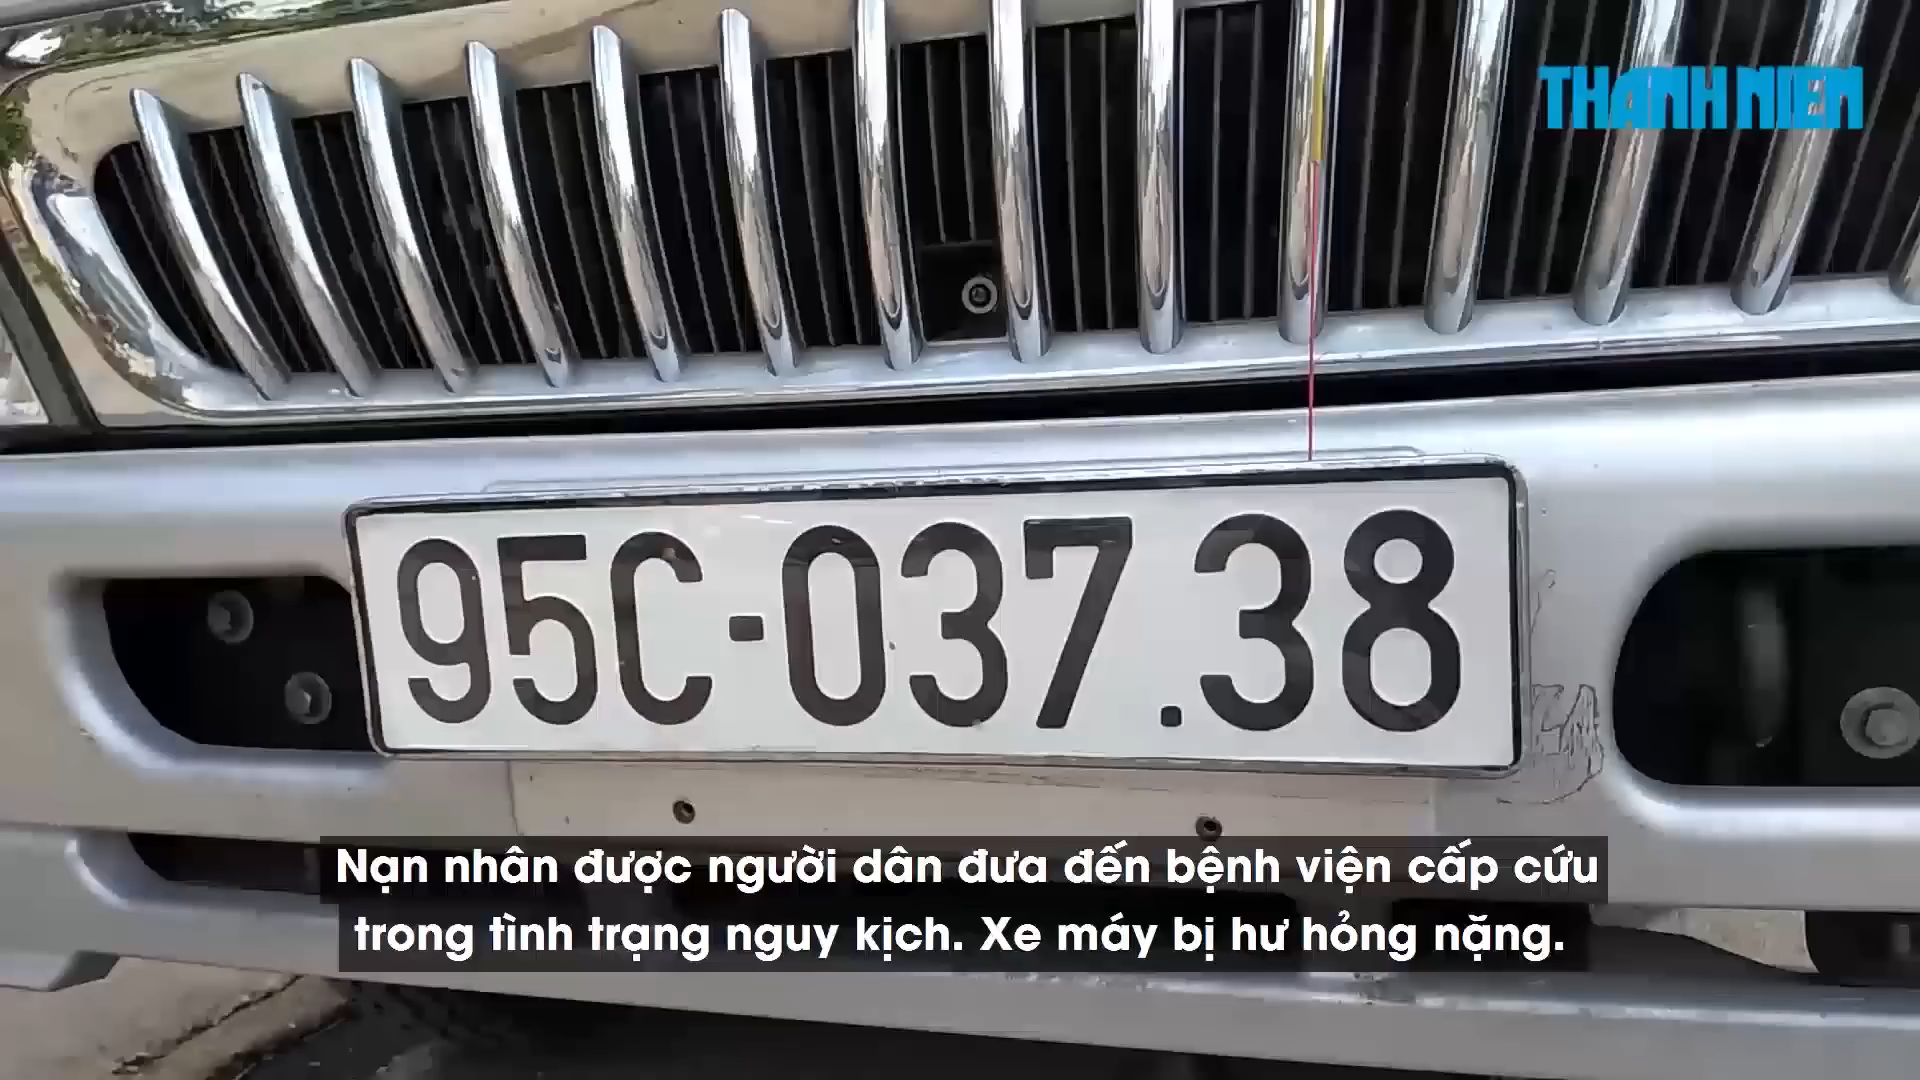 THANH NIEN
95C-037.38
Nạn nhân được người dân đưa đến bệnh viện cấp cứu
trong tình trạng nguy kịch. Xe máy bị hư hỏng nặng.